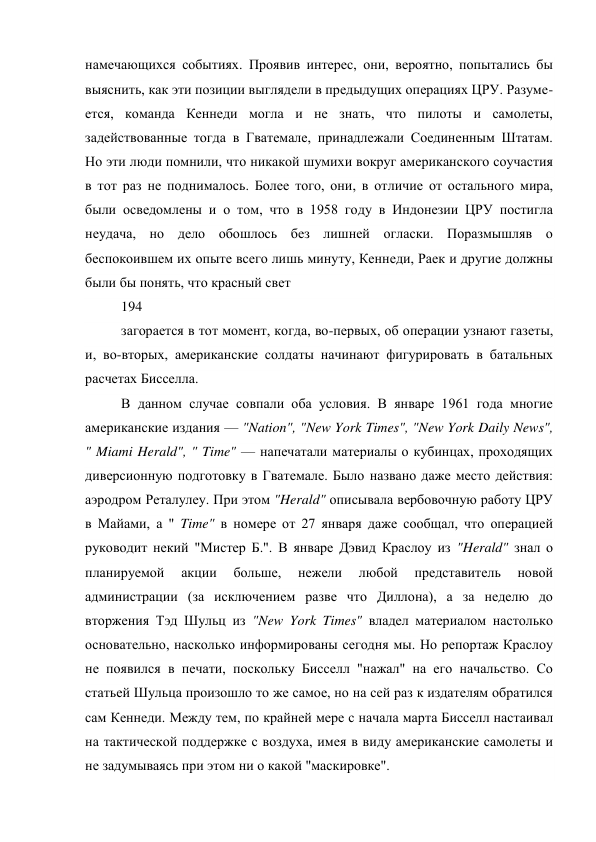 намечающихся событиях. Проявив интерес, они, вероятно, попытались бы
выяснить, как эти позиции выглядели в предыдущих операциях ЦРУ. Разуме-
ется, команда Кеннеди могла и не знать, что пилоты и самолеты,
задействованные тогда в Гватемале, принадлежали Соединенным Штатам.
Но эти люди помнили, что никакой шумихи вокруг американского соучастия
в тот раз не поднималось. Более того, они, в отличие от остального мира,
были осведомлены и о том, что в 1958 году в Индонезии ЦРУ постигла
неудача, но дело обошлось без лишней огласки. Поразмышляв о
беспокоившем их опыте всего лишь минуту, Кеннеди, Раек и другие должны
были бы понять, что красный свет
194
загорается в тот момент, когда, во-первых, об операции узнают газеты,
и, во-вторых, американские солдаты начинают фигурировать в батальных
расчетах Бисселла.
В данном случае совпали оба условия. В январе 1961 года многие
американские издания — "Nation", "New York Times", "New York Daily News",
" Miami Herald", " Time" — напечатали материалы о кубинцах, проходящих
диверсионную подготовку в Гватемале. Было названо даже место действия:
аэродром Реталулеу. При этом "Herald" описывала вербовочную работу ЦРУ
в Майами, а " Time" в номере от 27 января даже сообщал, что операцией
руководит некий "Мистер Б.". В январе Дэвид Краслоу из "Herald" знал о
планируемой акции больше, нежели любой представитель новой
администрации (за исключением разве что Диллона), а за неделю до
вторжения Тэд Шульц из "New York Times" владел материалом настолько
основательно, насколько информированы сегодня мы. Но репортаж Краслоу
не появился в печати, поскольку Бисселл "нажал" на его начальство. Со
статьей Шульца произошло то же самое, но на сей раз к издателям обратился
сам Кеннеди. Между тем, по крайней мере с начала марта Бисселл настаивал
на тактической поддержке с воздуха, имея в виду американские самолеты и
не задумываясь при этом ни о какой "маскировке".